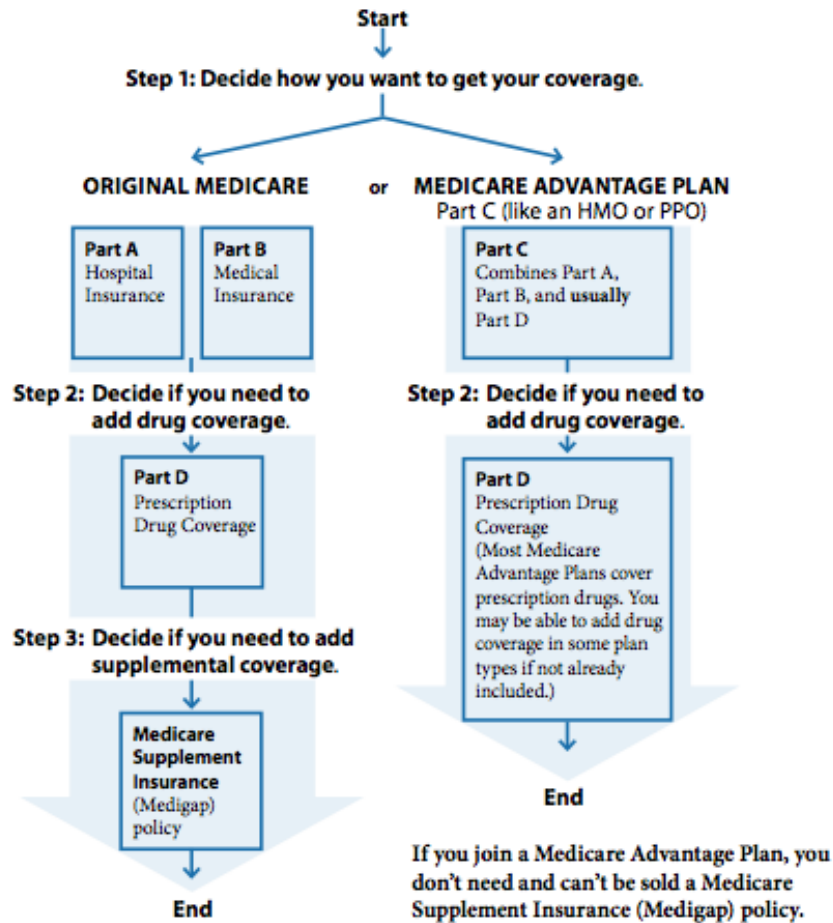 Start
Step 1: Decide how you want to get your coverage.
ORIGINAL MEDICARE or MEDICARE ADVANTAGE PLAN
Part C (like an HMO or PPO)
Part A
Hospital
Insurance
Part B
Medical
Insurance
Part C
Combines Part A,
Part B, and usually
Part D
Step 2: Decide if you need to
add drug coverage.
Part D
Prescription
Drug Coverage
Step 3: Decide if you need to add
supplemental coverage.
Medicare
Supplement
Insurance
(Medigap)
policy
End
Step 2: Decide if you need to
add drug coverage.
Part D
Prescription Drug
Coverage
(Most Medicare
Advantage Plans cover
prescription drugs. You
may be able to add drug
coverage in some plan
types if not already
included.)
End
If you join a Medicare Advantage Plan, you
don't need and can't be sold a Medicare
Supplement Insurance (Medigap) policy.